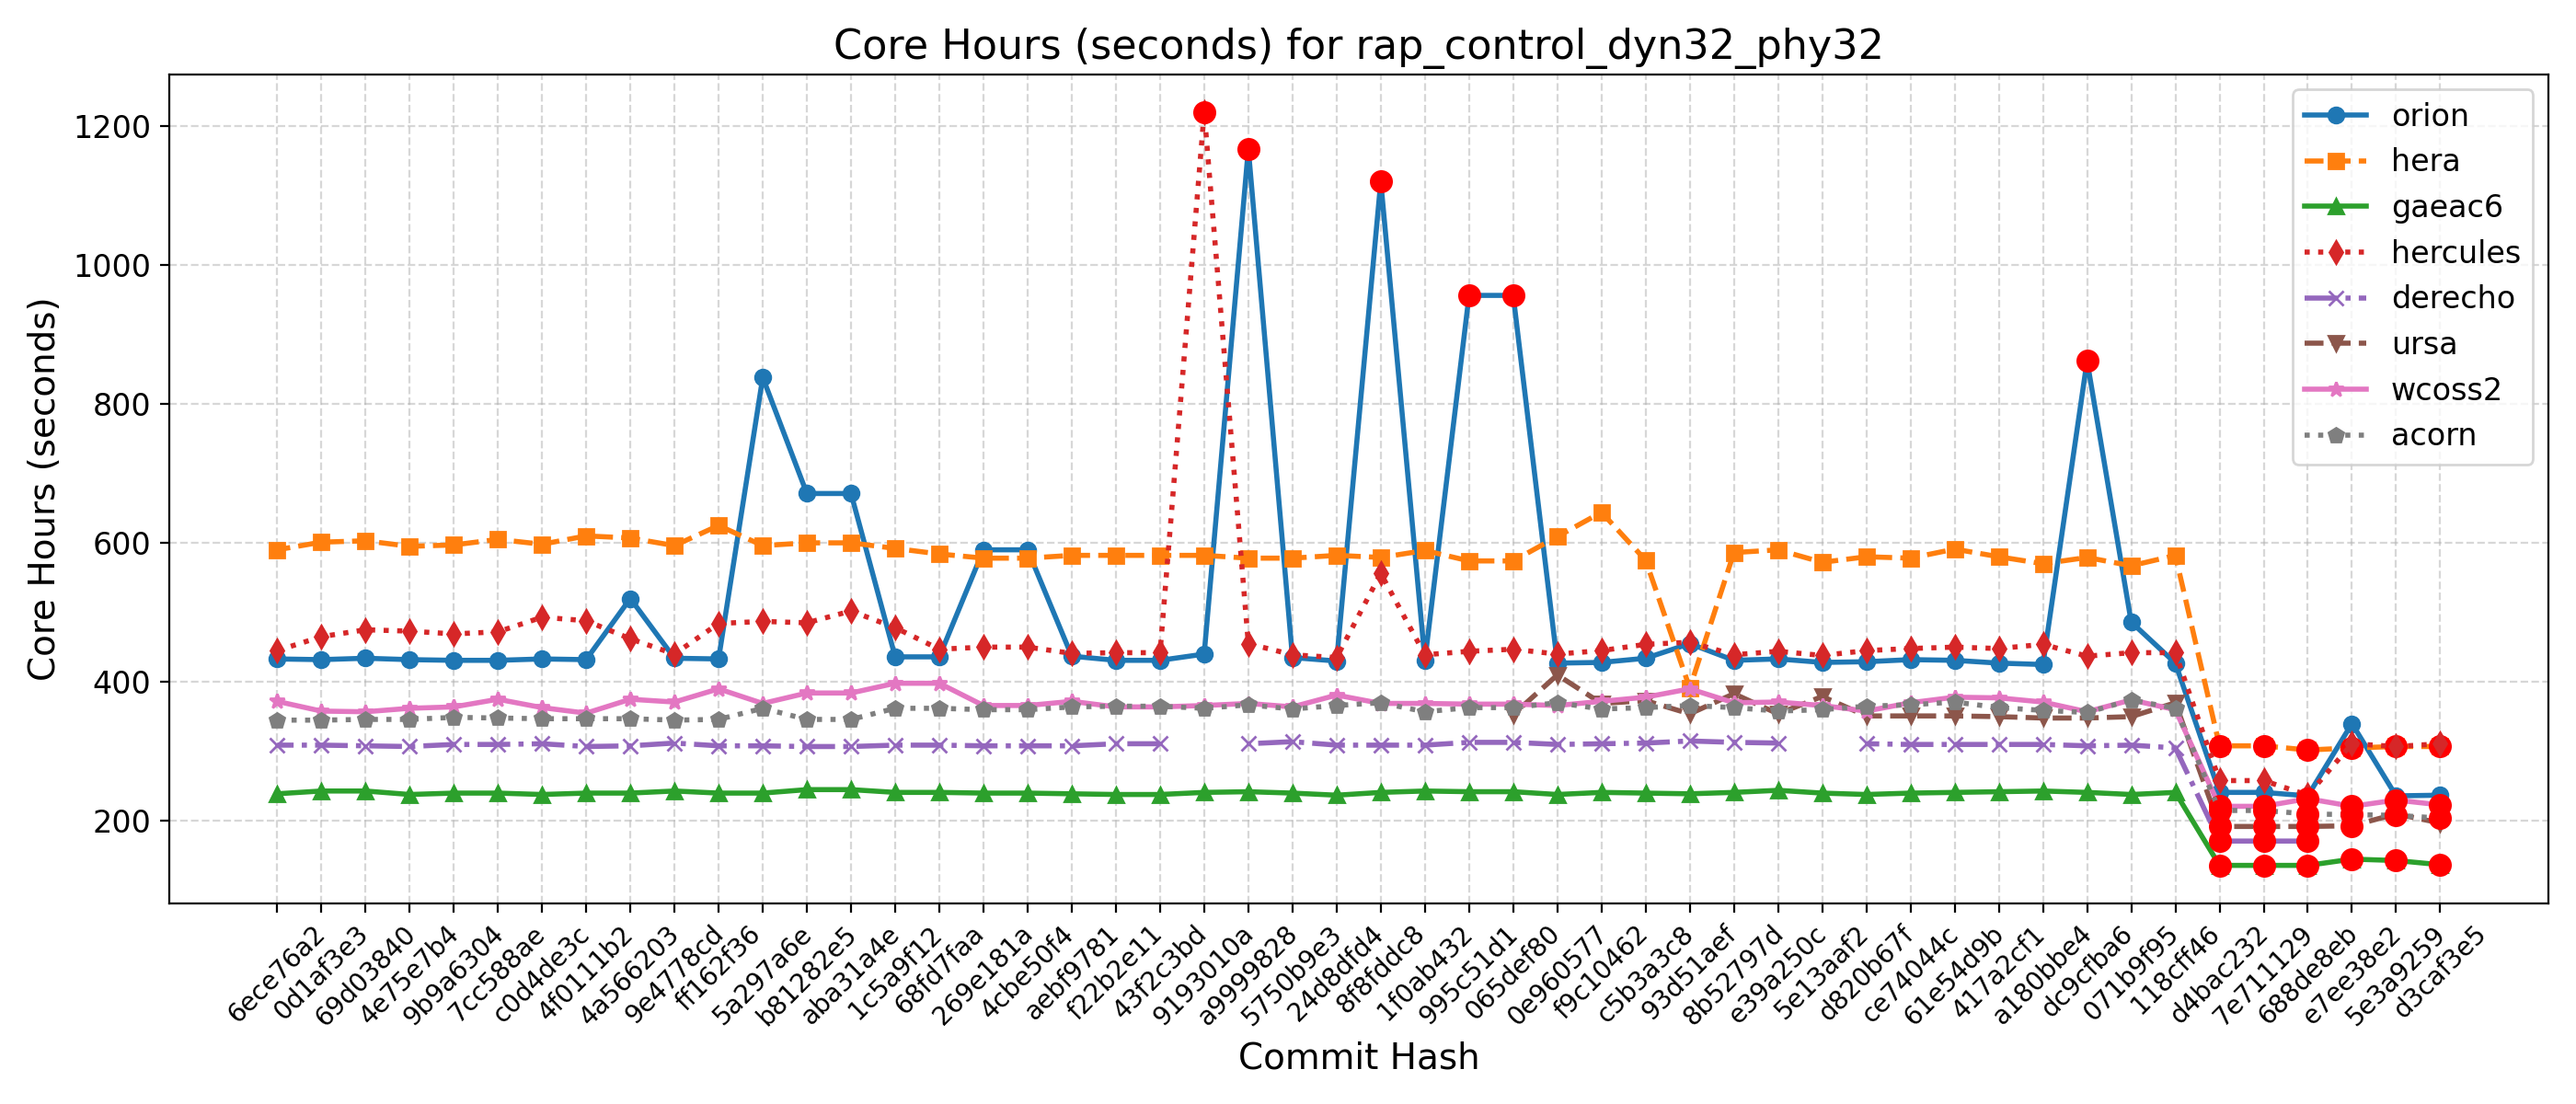 Core Hours (seconds) for rap_control_dyn32_phy32
Core Hours (seconds)
1200
1000
800
600
400
200
orion
hera
gaeac6
hercules
derecho
ursa
wcoss2
acorn
6ece76a2
0d1af3e3
69d03840
4e75e7b4
9b9a6304
7cc588ae
c0d4de3c
4f0111b2
4a566203
9e4778cd
ff162f36
5a297a6e
b81282e5
aba31a4e
1c5a9f12
68fd7faa
269e181a
4cbe50f4
aebf9781
f22b2e11
43f2c3bd
9193010a
a9999828
5750b9e3
24d8dfd4
8f8fddc8
1f0ab432
995c51d1
065def80
0e960577
f9c10462
c5b3a3c8
93d51aef
8b52797d
e39a250c
5e13aaf2
d820b67f
ce74044c
61e54d9b
417a2cf1
a180bbe4
dc9cfba6
071b9f95
118cff46
d4bac232
7e711129
688de8eb
e7ee38e2
5e3a9259
d3caf3e5
Commit Hash